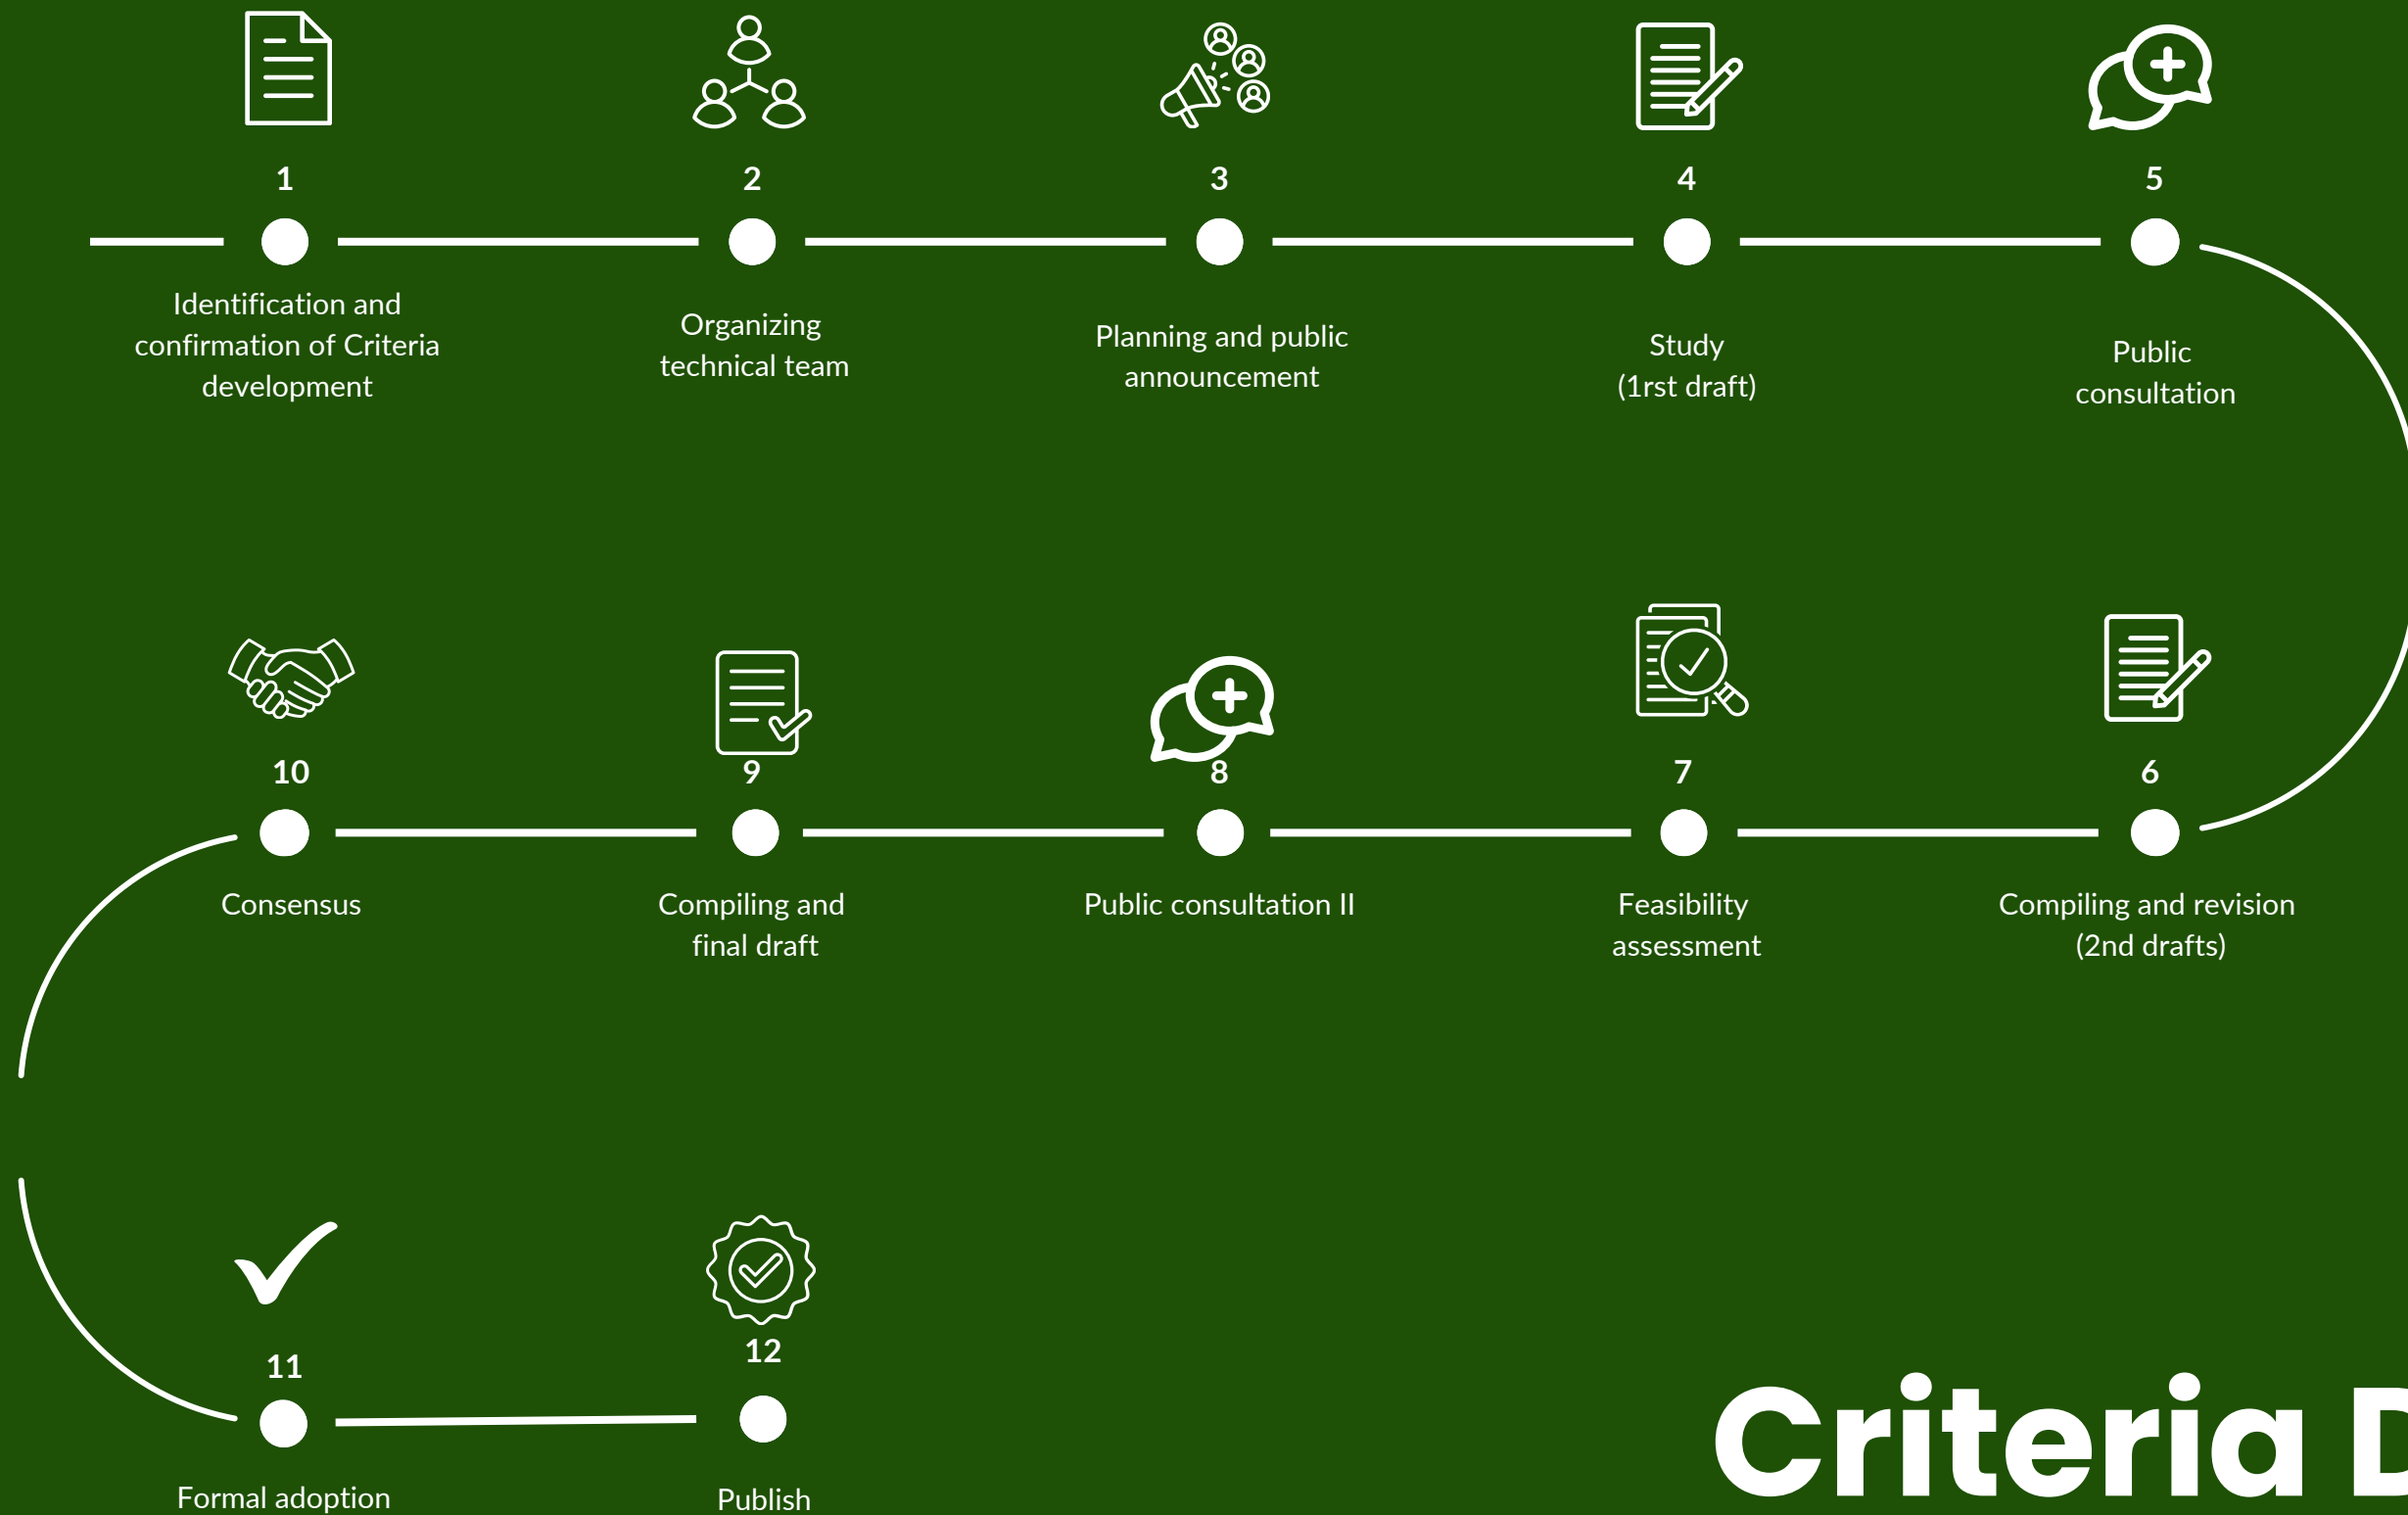 1
2
3
4
5
Identification and
confirmation of Criteria
development
Organizing
technical team
Planning and public
announcement
Study
(1rst draft)
Public
consultation
10
9
8
7
6
Consensus
Compiling and
final draft
Public consultation II
Feasibility
assessment
Compiling and revision
(2nd drafts)
11
12
Formal adoption
Publish
Criteria D